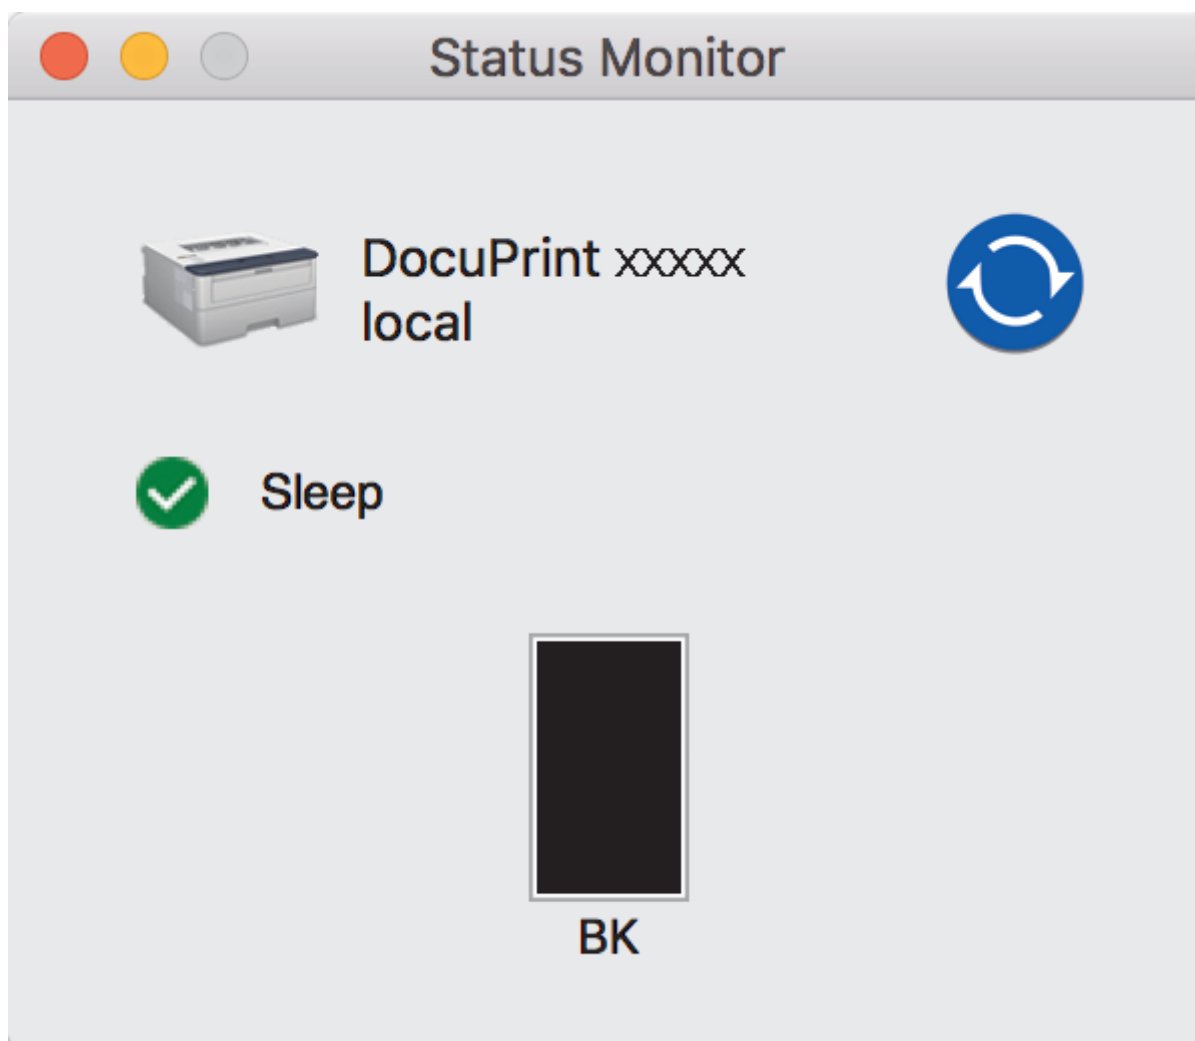 Status Monitor
DocuPrint xxxxx
local
Sleep
BK